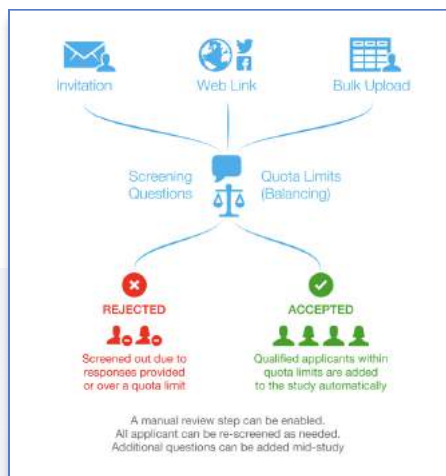 Invitation
Web Link
Bulk Upload
Screening
Questions
Quota Limits
(Balancing)
REJECTED
Screened out due to
responses provided
or over a quota limit
ACCEPTED
Qualified applicants within
quota limits are added
to the study automatically
A manual review step can be enabled.
All applicant can be re-screened as needed.
Additional questions can be added mid-study